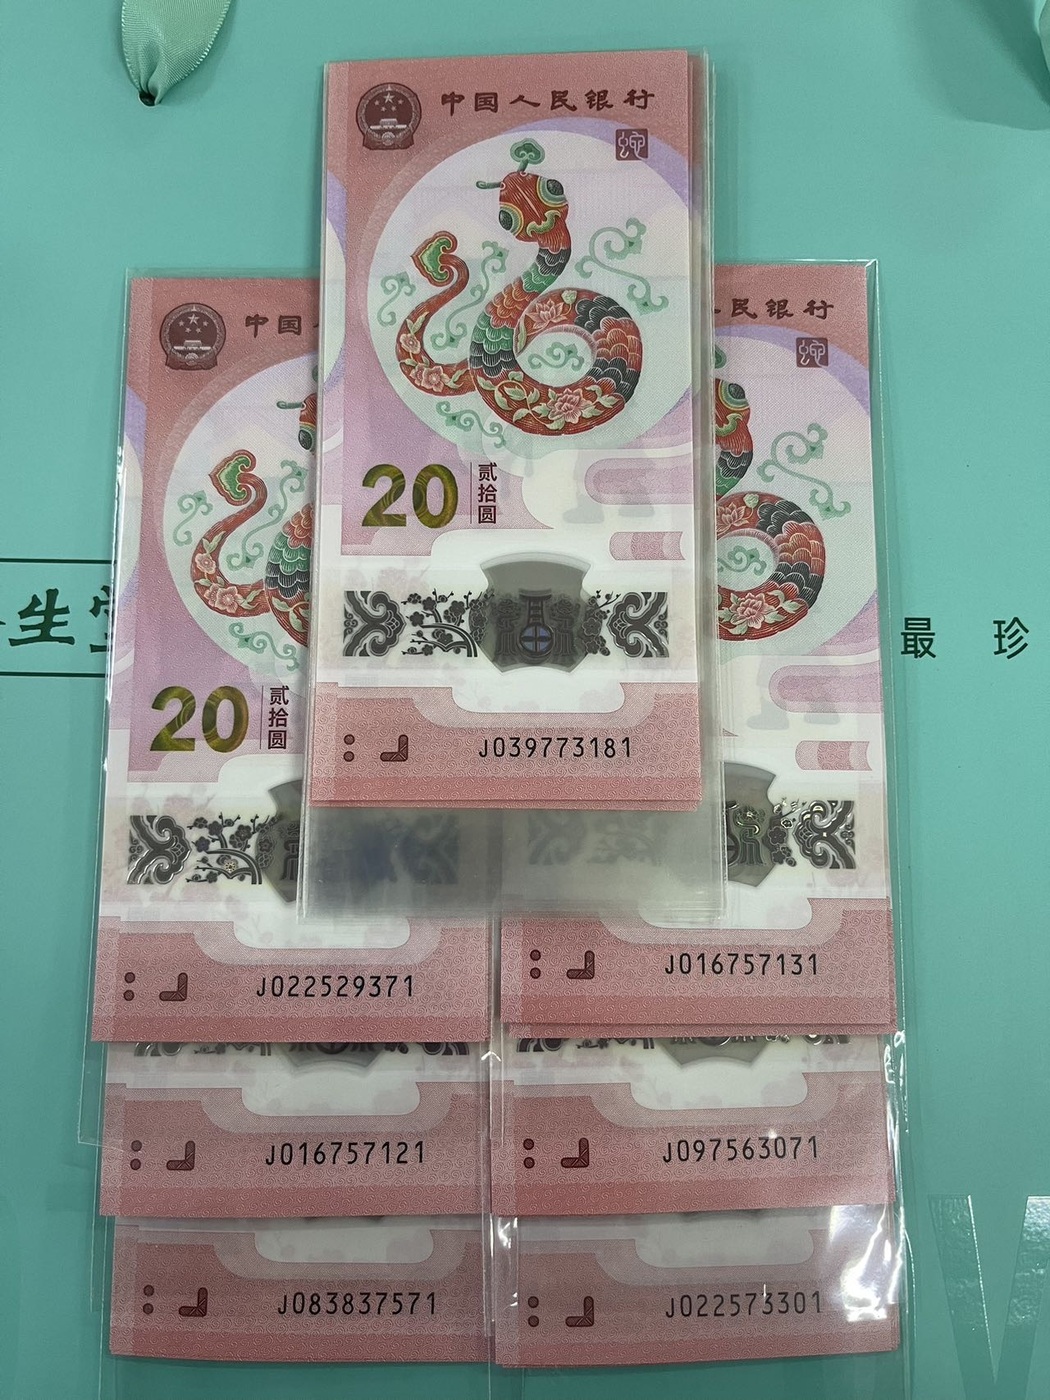 中国人民银行
蛇
20
贰拾圆
J039773181
中国
20
贰拾圆
J022529371
民银行
蛇
J016757131
J016757121
J097563071
J083837571
J022573301
生堂
最 珍